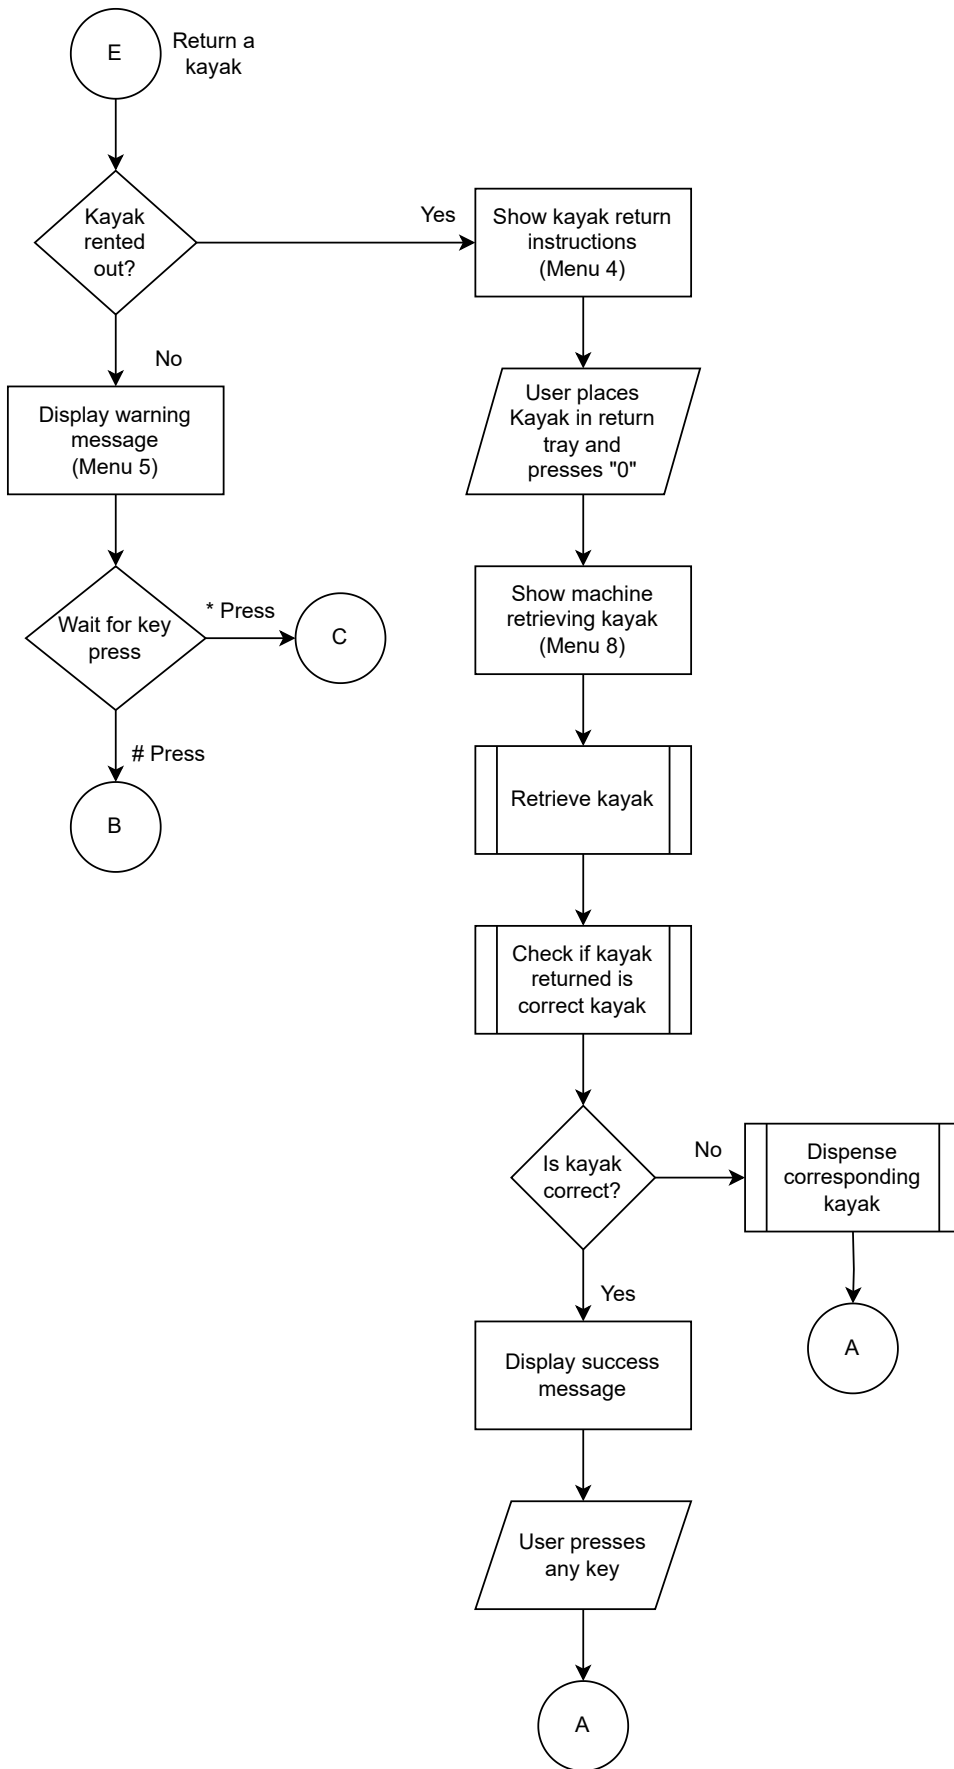 E
Return a
kayak
Kayak
rented
out?
Yes
Show kayak return
instructions
(Menu 4)
No
Display warning
message
(Menu 5)
User places
Kayak in return
tray and
presses "0"
Wait for key
press
* Press
C
Show machine
retrieving kayak
(Menu 8)
# Press
B
Retrieve kayak
Check if kayak
returned is
correct kayak
Is kayak
correct?
No
Dispense
corresponding
kayak
Yes
A
Display success
message
User presses
any key
A